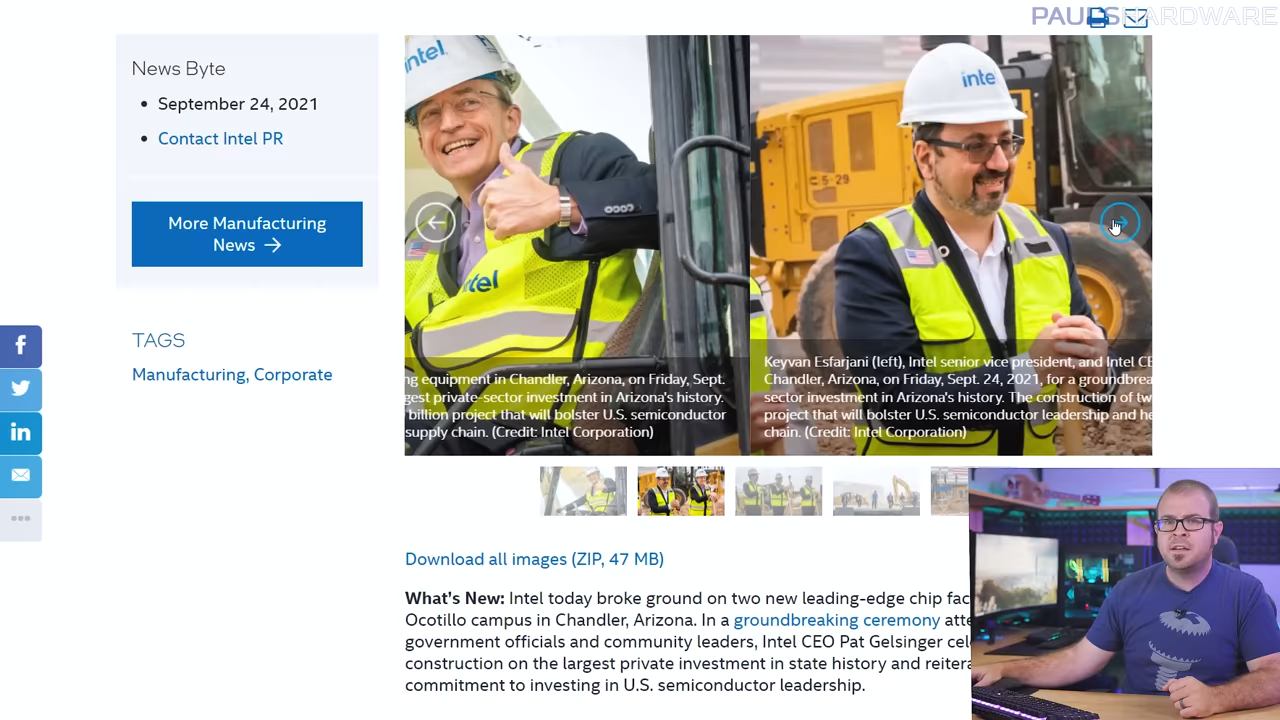 PAUL'S HARDWARE
News Byte
September 24, 2021
Contact Intel PR
More Manufacturing
News →
TAGS
Manufacturing, Corporate
intel
intel
intel
C-5-29
ng equipment in Chandler, Arizona, on Friday, Sept.
gest private-sector investment in Arizona's history.
billion project that will bolster U.S. semiconductor
supply chain. (Credit: Intel Corporation)
Keyvan Esfarjani (left), Intel senior vice president, and Intel CE
Chandler, Arizona, on Friday, Sept. 24, 2021, for a groundbrea
sector investment in Arizona's history. The construction of tw
project that will bolster U.S. semiconductor leadership and he
chain. (Credit: Intel Corporation)
Download all images (ZIP, 47 MB)
What's New: Intel today broke ground on two new leading-edge chip fac
Ocotillo campus in Chandler, Arizona. In a groundbreaking ceremony atte
government officials and community leaders, Intel CEO Pat Gelsinger cel
construction on the largest private investment in state history and reitera
commitment to investing in U.S. semiconductor leadership.